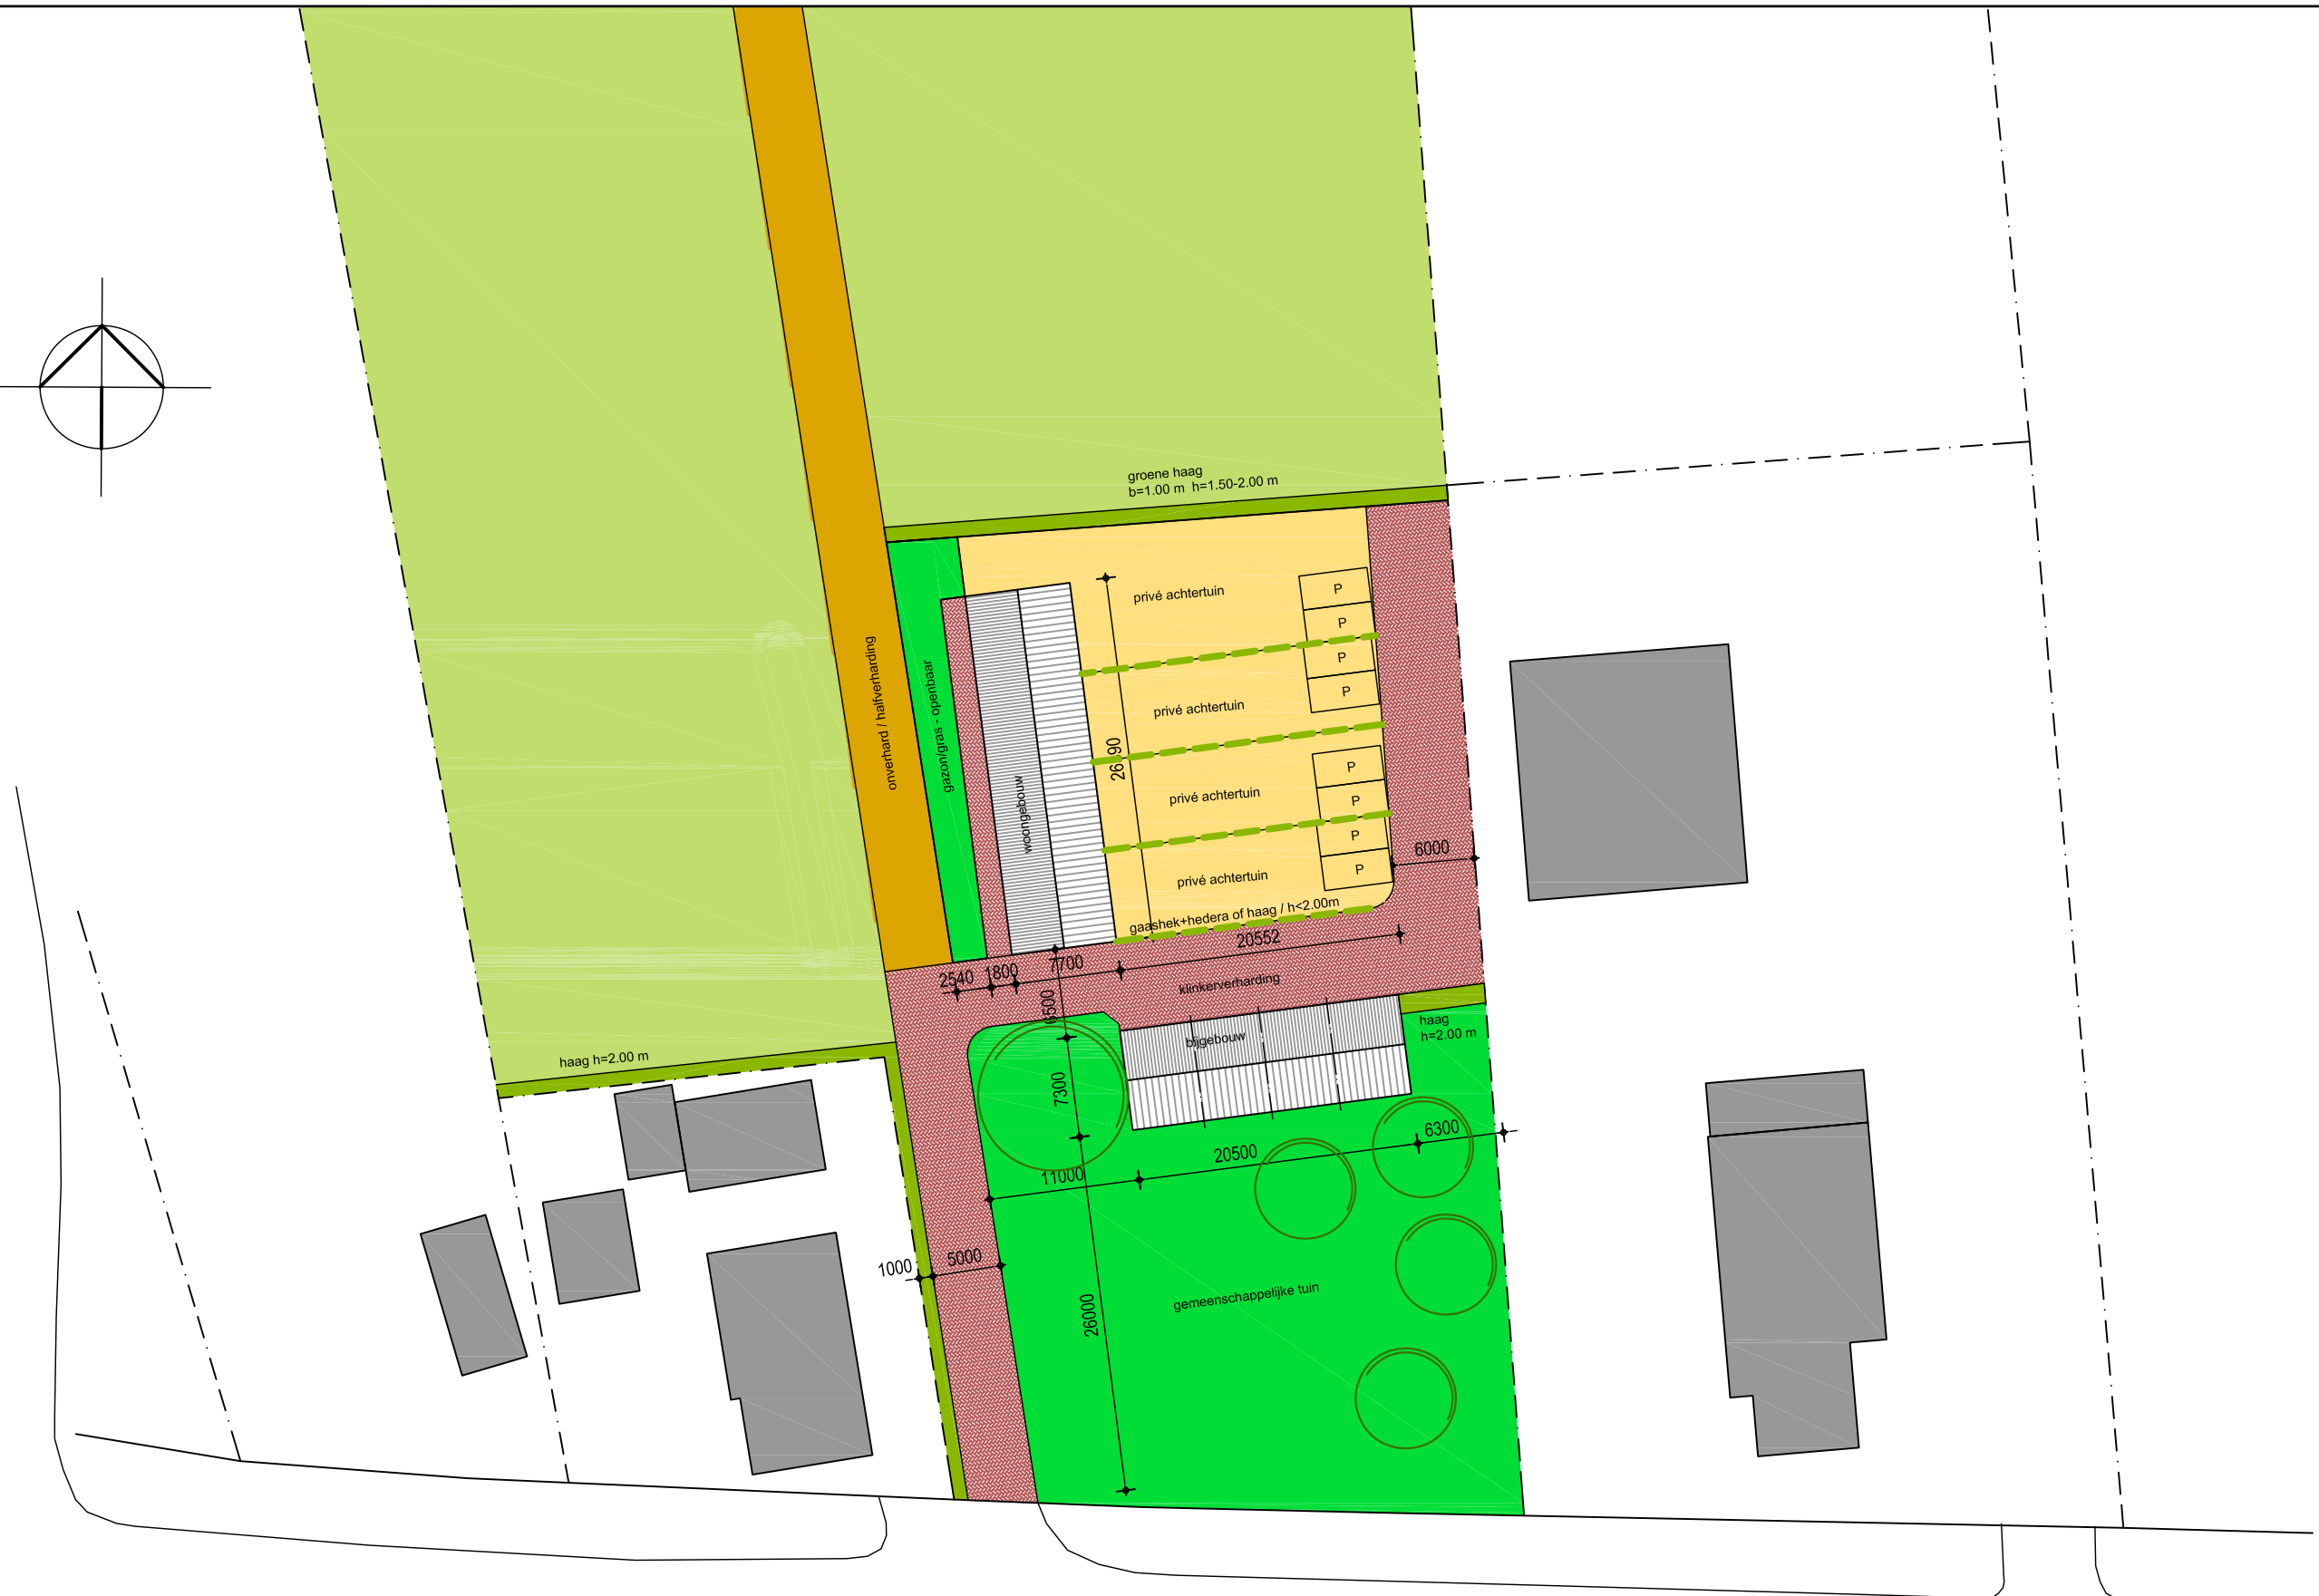 groene haag
b=1.00 m  h=1.50-2.00 m
privé achtertuin
P
P
P
P
onverhard / halfverharding
gazon/gras - openbaar
woongebouw
privé achtertuin
privé achtertuin
P
P
P
P
6000
privé achtertuin
gaashek+hedera of haag / h<2.00m
20552
2540
1800
7700
klinkerverharding
6500
haag
h=2.00 m
bijgebouw
haag h=2.00 m
7300
6300
20500
11000
1000
5000
gemeenschappelijke tuin
26000